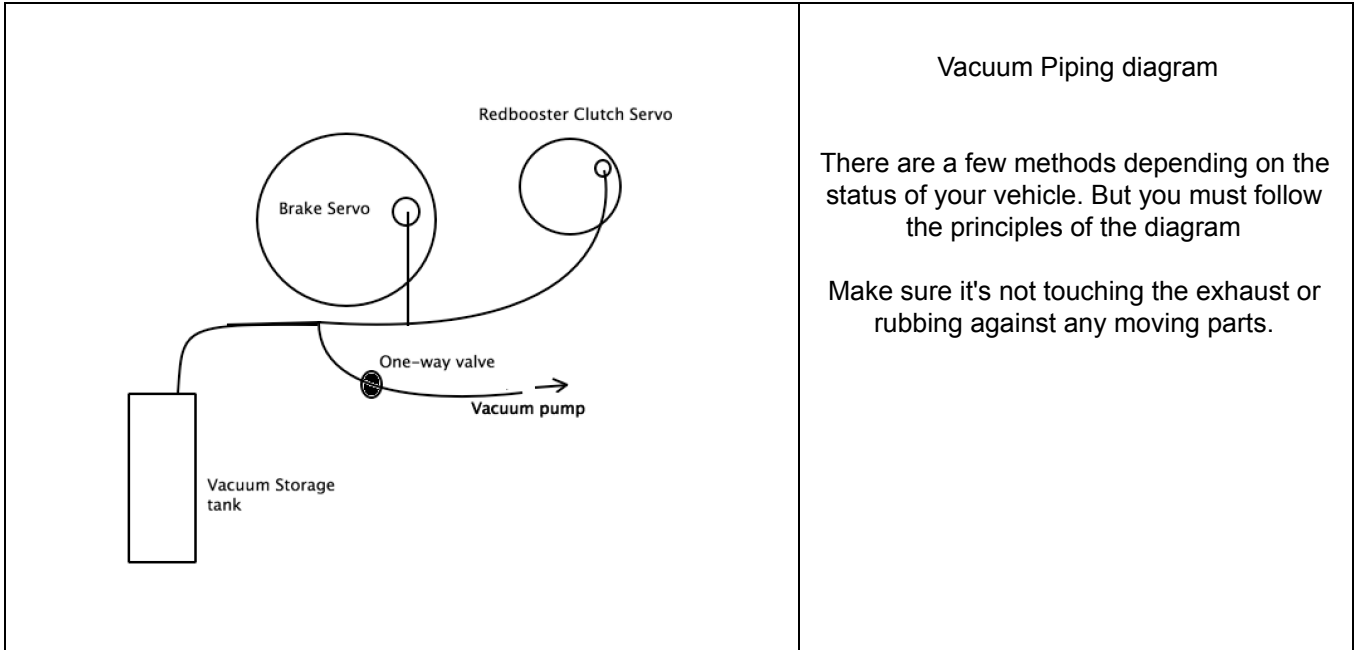 Redbooster Clutch Servo
Brake Servo
One-way valve
Vacuum pump
Vacuum Storage
tank
Vacuum Piping diagram
There are a few methods depending on the
status of your vehicle. But you must follow
the principles of the diagram
Make sure it's not touching the exhaust or
rubbing against any moving parts.